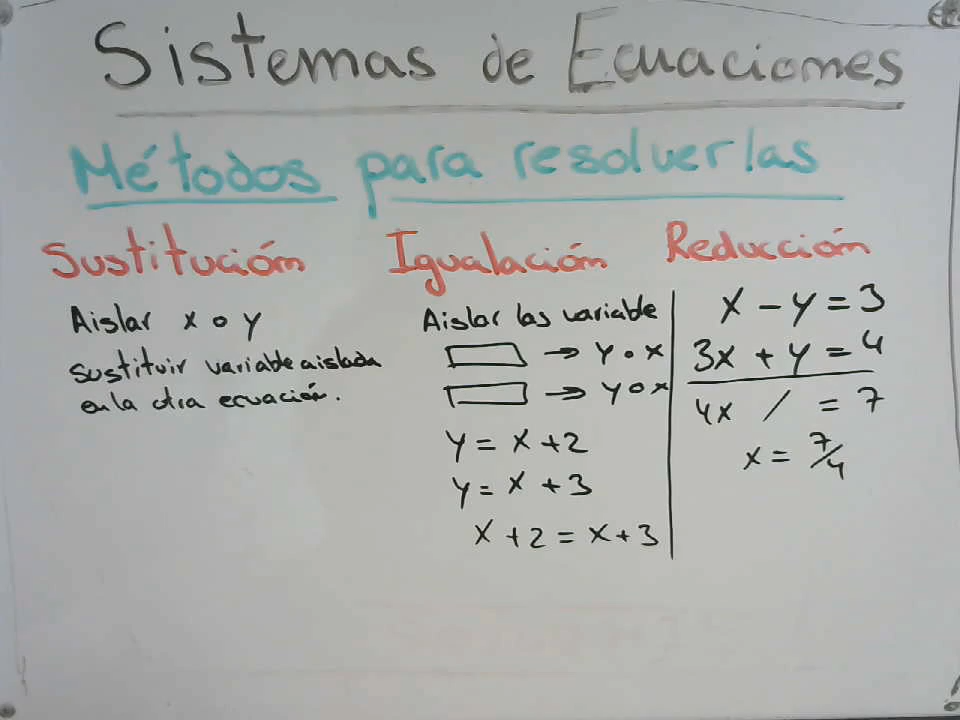 Sistemas de Ecuaciones
Métodos para resolverlas
Sustitución
Aislar x o y
sustituir variable aislada
en la otra ecuación.
Igualación
Aislar las variable
→ y o x
→ y o x
y = x + 2
y = x + 3
x + 2 = x + 3
Reducción
x - y = 3
3x + y = 4
4x / = 7
x = 7/4